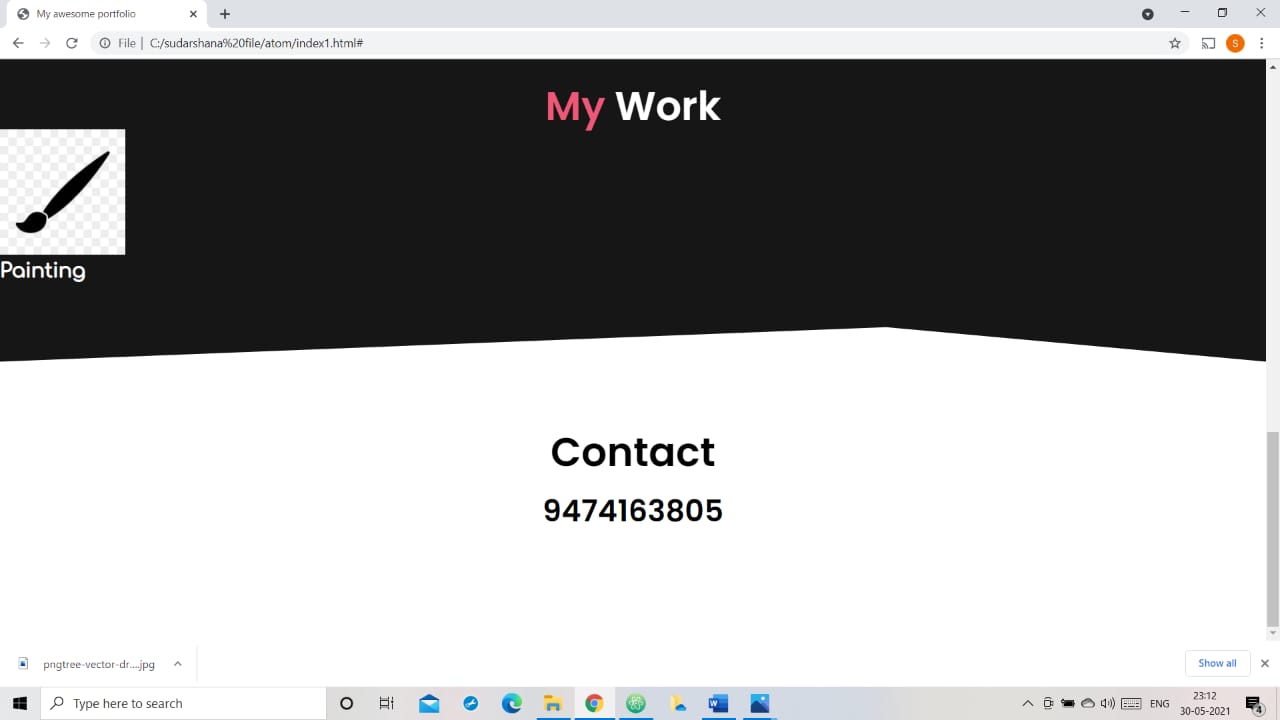 My awesome portfolio
File | C:/sudarshana%20file/atom/index1.html#
S
My Work
Painting
Contact
9474163805
pngtree-vector-dr....jpg
Show all
Type here to search
ENG
23:12
30-05-2021
4